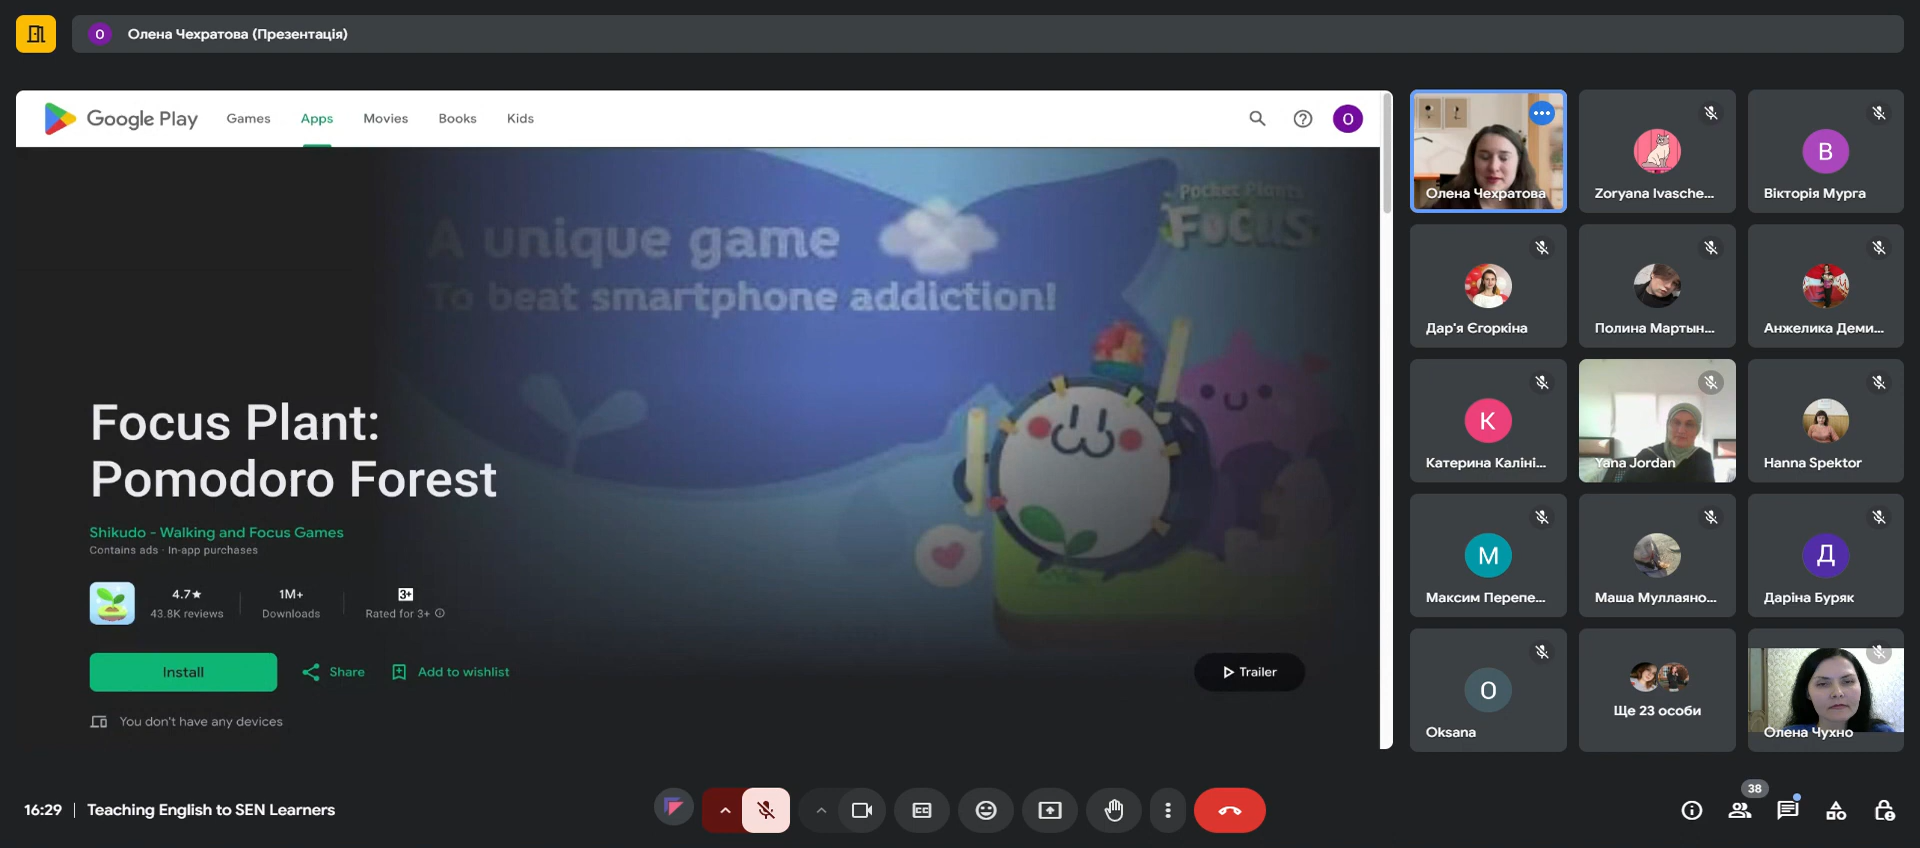 O Олена Чехратова (Презентація)
Google Play Games Apps Movies Books Kids O
A unique game
To beat smartphone addiction!
Pocket Plants
FOCUS
Focus Plant:
Pomodoro Forest
Shikudo - Walking and Focus Games
Contains ads · In-app purchases
4.7★ 1M+ 3+
43.8K reviews Downloads Rated for 3+
Install Share Add to wishlist Trailer
You don't have any devices
Олена Чехратова
Zoryana Ivasche...
B
Вікторія Мурга
Дар'я Єгоркіна
Полина Мартын...
Анжелика Деми...
K
Катерина Калiнi...
Yana Jordan
Hanna Spektor
M
Максим Перепе...
Маша Муллаяно...
Д
Даріна Буряк
O
Oksana
Ще 23 особи
Олена Чухно
16:29 | Teaching English to SEN Learners
CC
38